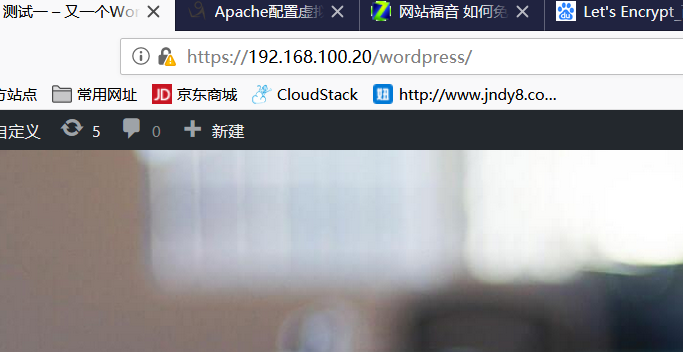 测试一 – 又一个Wor
Apache配置虚拟
网站福音 如何免
Let's Encrypt_
https://192.168.100.20/wordpress/
方站点
常用网址
JD
京东商城
CloudStack
http://www.jndy8.co...
自定义
5
0
新建